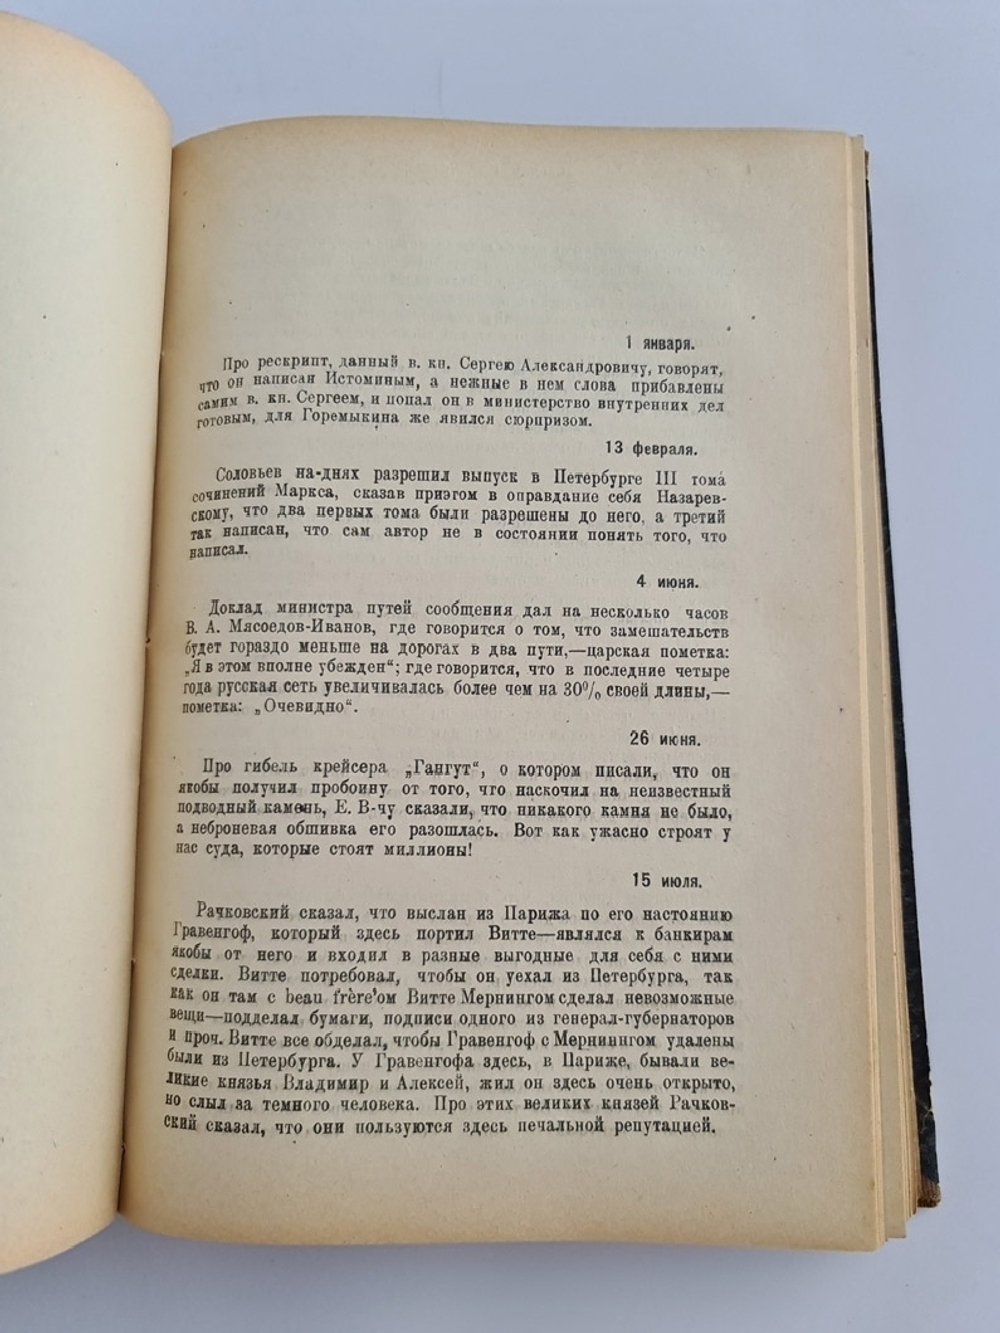 1 января.
Про рескрипт, данный в. кн. Сергею Александровичу, говорят,
что он написан Истоминым, а нежные в нем слова прибавлены
самим в. кн. Сергеем, и попал он в министерство внутренних дел
готовым, для Горемыкина же явился сюрпризом.
13 февраля.
Соловьев на-днях разрешил выпуск в Петербурге III тома
сочинений Маркса, сказав приэтом в оправдание себя Назарев-
скому, что два первых тома были разрешены до него, а третий
так написан, что сам автор не в состоянии понять того, что
написал.
4 июня.
Доклад министра путей сообщения дал на несколько часов
В. А. Мясоедов-Иванов, где говорится о том, что замешательств
будет гораздо меньше на дорогах в два пути,—царская пометка:
„Я в этом вполне убежден“; где говорится, что в последние четыре
года русская сеть увеличивалась более чем на 30% своей длины,—
пометка: „Очевидно“.
26 июня.
Про гибель крейсера „Гангут“, о котором писали, что он
якобы получил пробоину от того, что наскочил на неизвестный
подводный камень, Е. В-чу сказали, что никакого камня не было,
а неброневая обшивка его разошлась. Вот как ужасно строят у
нас суда, которые стоят миллионы!
15 июля.
Рачковский сказал, что выслан из Парижа по его настоянию
Гравенгоф, который здесь портил Витте—являлся к банкирам
якобы от него и входил в разные выгодные для себя с ними
сделки. Витте потребовал, чтобы он уехал из Петербурга, так
как он там с beau frère'ом Витте Мернингом сделал невозможные
вещи—подделал бумаги, подписи одного из генерал-губернаторов
и проч. Витте все обделал, чтобы Гравенгоф с Мернингом удалены
были из Петербурга. У Гравенгофа здесь, в Париже, бывали ве-
ликие князья Владимир и Алексей, жил он здесь очень открыто,
но слыл за темного человека. Про этих великих князей Рачков-
ский сказал, что они пользуются здесь печальной репутацией.